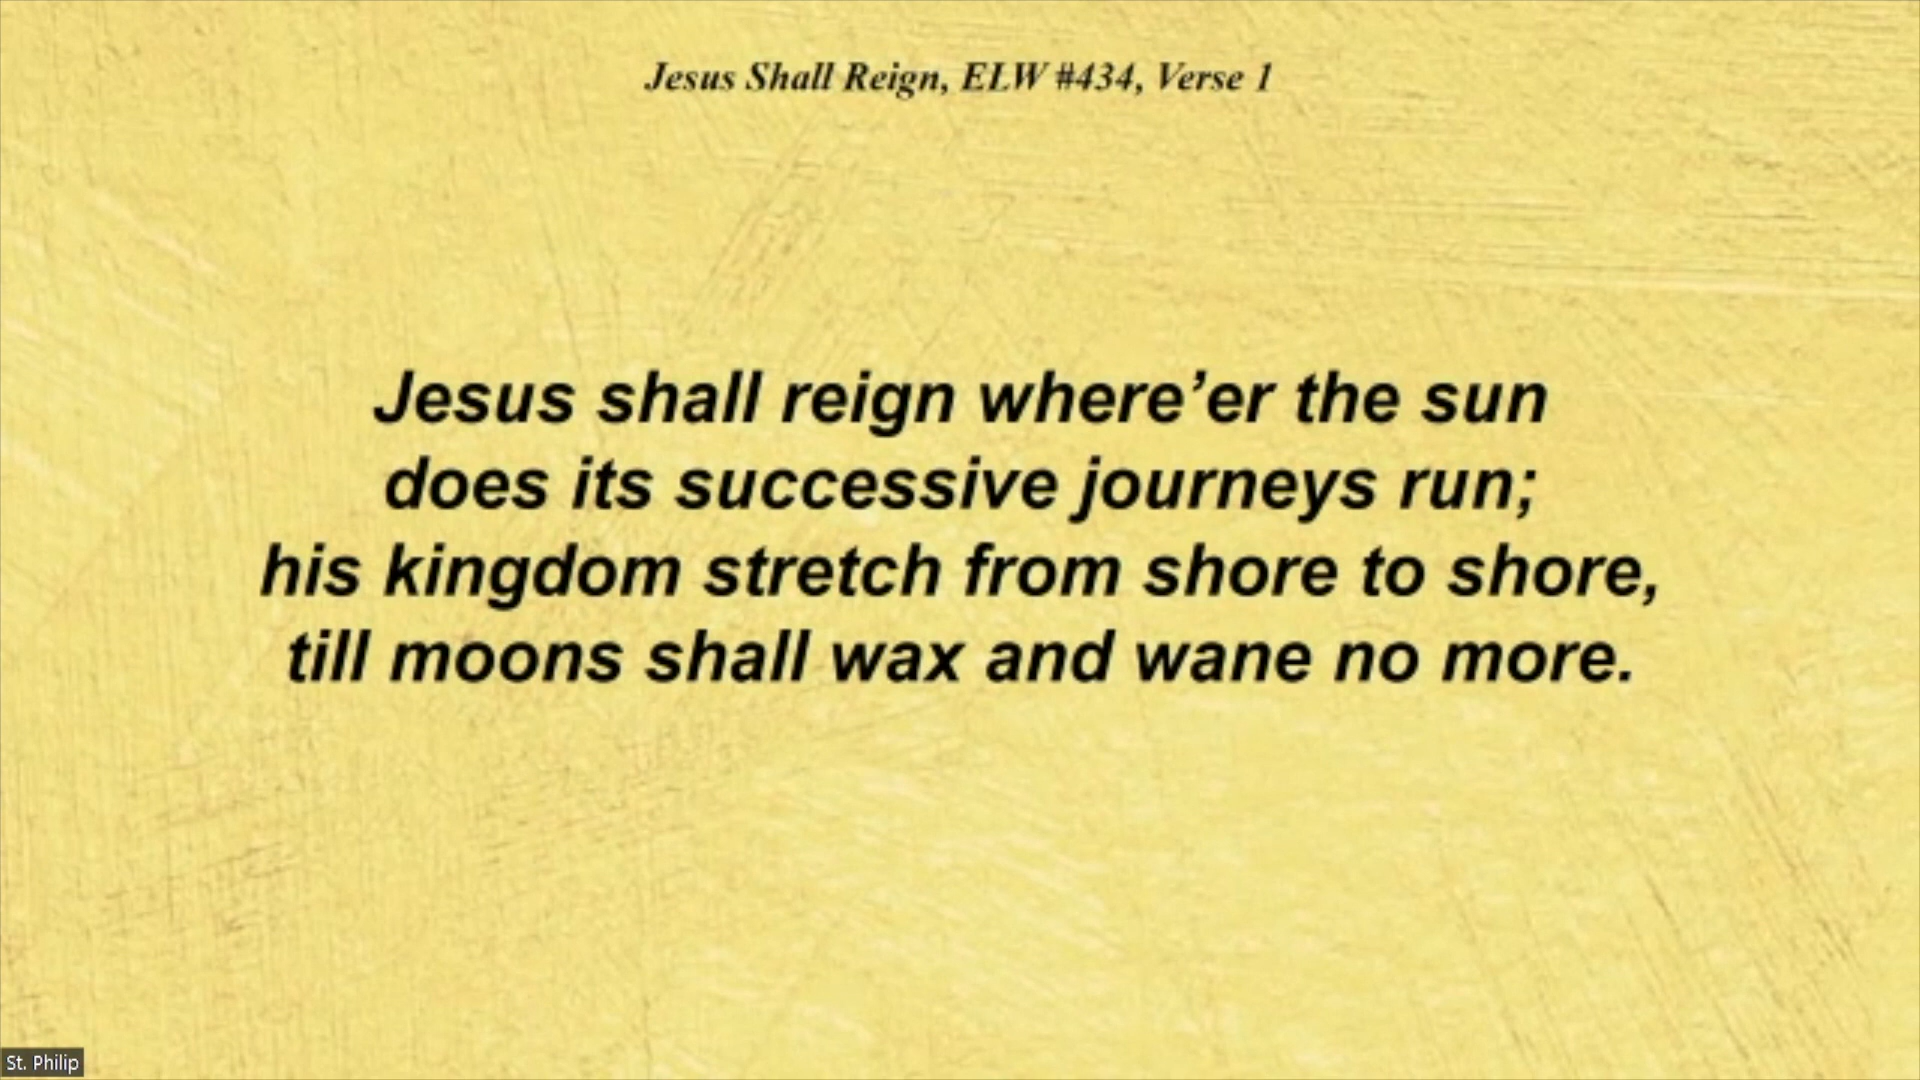 Jesus Shall Reign, ELW #434, Verse 1
Jesus shall reign where’er the sun
does its successive journeys run;
his kingdom stretch from shore to shore,
till moons shall wax and wane no more.
St. Philip